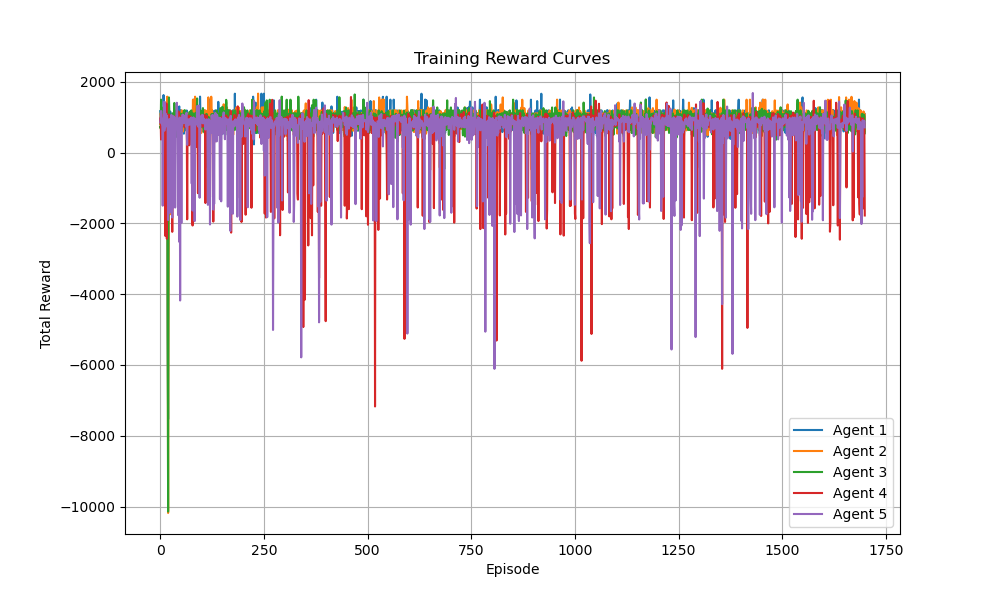 Training Reward Curves
Total Reward
2000
0
−2000
−4000
−6000
−8000
−10000
0 250 500 750 1000 1250 1500 1750
Episode
Agent 1
Agent 2
Agent 3
Agent 4
Agent 5